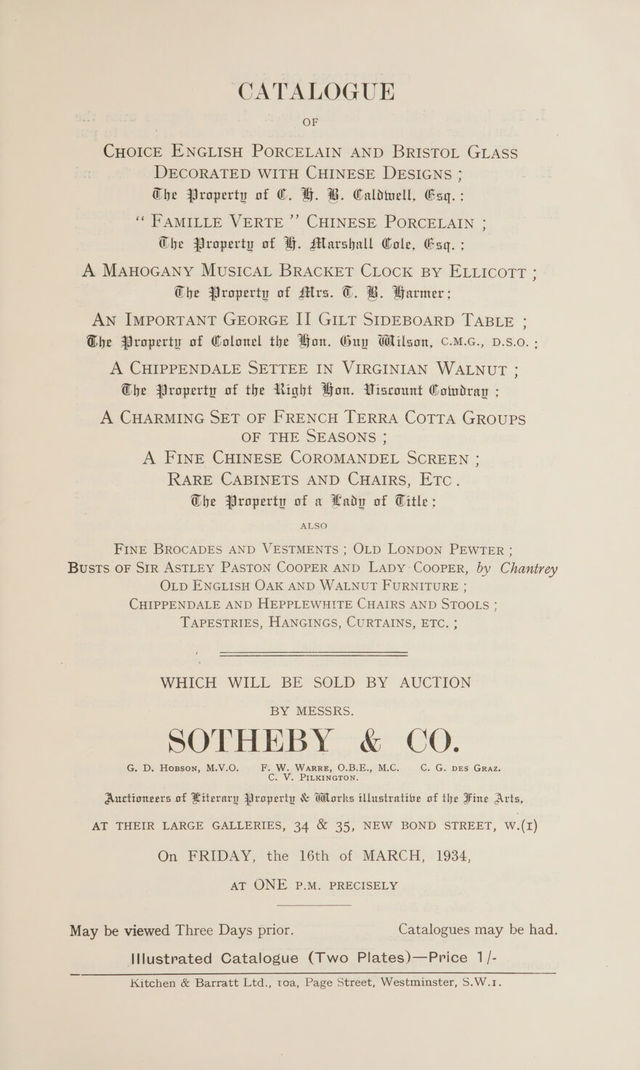 CATALOGUE
OF
CHOICE ENGLISH PORCELAIN AND BRISTOL GLASS
DECORATED WITH CHINESE DESIGNS ;
The Property of C. H. B. Caldwell, Esq. :
“ FAMILLE VERTE ” CHINESE PORCELAIN ;
The Property of H. Marshall Cole, Esq. :
A MAHOGANY MUSICAL BRACKET CLOCK BY ELLICOTT ;
The Property of Mrs. T. B. Harmer;
AN IMPORTANT GEORGE II GILT SIDEBOARD TABLE ;
The Property of Colonel the Hon. Guy Wilson, C.M.G., D.S.O. ;
A CHIPPENDALE SETTEE IN VIRGINIAN WALNUT ;
The Property of the Right Hon. Viscount Cowdray ;
A CHARMING SET OF FRENCH TERRA COTTA GROUPS
OF THE SEASONS ;
A FINE CHINESE COROMANDEL SCREEN ;
RARE CABINETS AND CHAIRS, ETC.
The Property of a Lady of Title:
ALSO
FINE BROCADES AND VESTMENTS ; OLD LONDON PEWTER ;
BUSTS OF SIR ASTLEY PASTON COOPER AND LADY COOPER, by Chantrey
OLD ENGLISH OAK AND WALNUT FURNITURE ;
CHIPPENDALE AND HEPPLEWHITE CHAIRS AND STOOLS ;
TAPESTRIES, HANGINGS, CURTAINS, ETC. ;
WHICH WILL BE SOLD BY AUCTION
BY MESSRS.
SOTHEBY & CO.
G. D. HOBSON, M.V.O. F. W. WARRE, O.B.E., M.C. C. G. DES GRAZ.
C. V. PILKINGTON.
Auctioneers of Literary Property & Works illustrative of the Fine Arts,
AT THEIR LARGE GALLERIES, 34 & 35, NEW BOND STREET, W.(1)
On FRIDAY, the 16th of MARCH, 1934,
AT ONE P.M. PRECISELY
May be viewed Three Days prior. Catalogues may be had.
Illustrated Catalogue (Two Plates)—Price 1/-
Kitchen & Barratt Ltd., 10a, Page Street, Westminster, S.W.1.